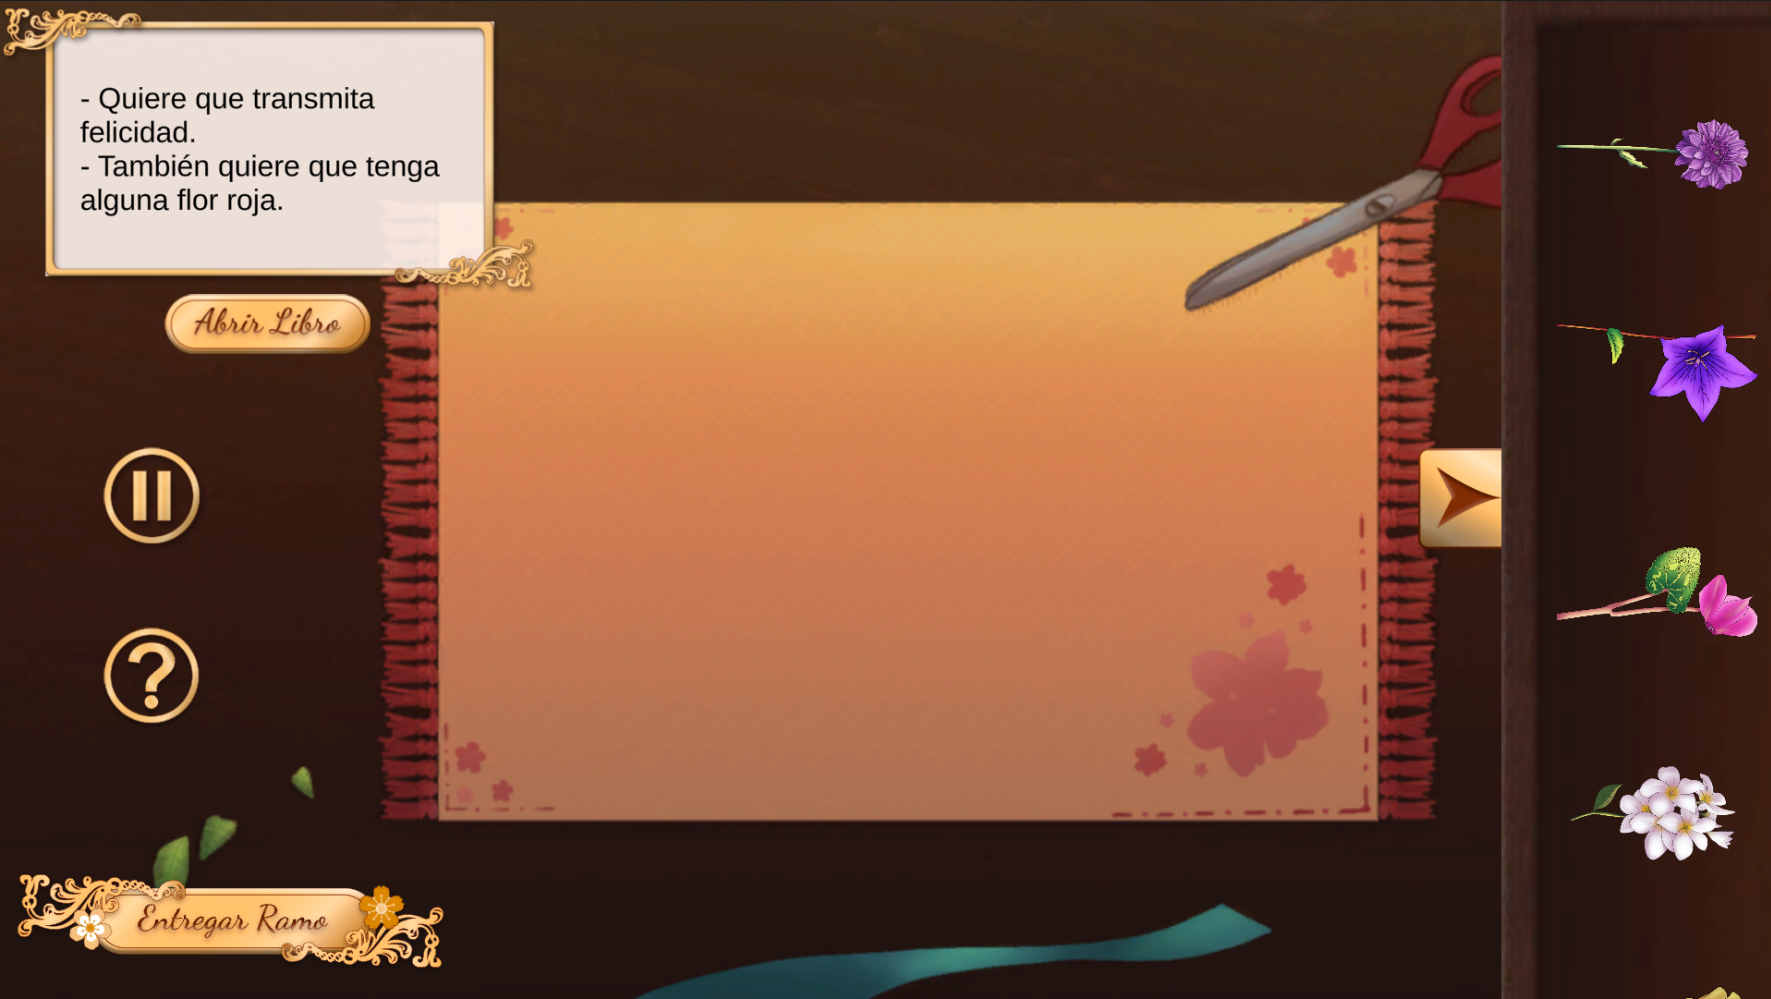 - Quiere que transmita
felicidad.
- También quiere que tenga
alguna flor roja.
Abrir Libro
?
Entregar Ramo